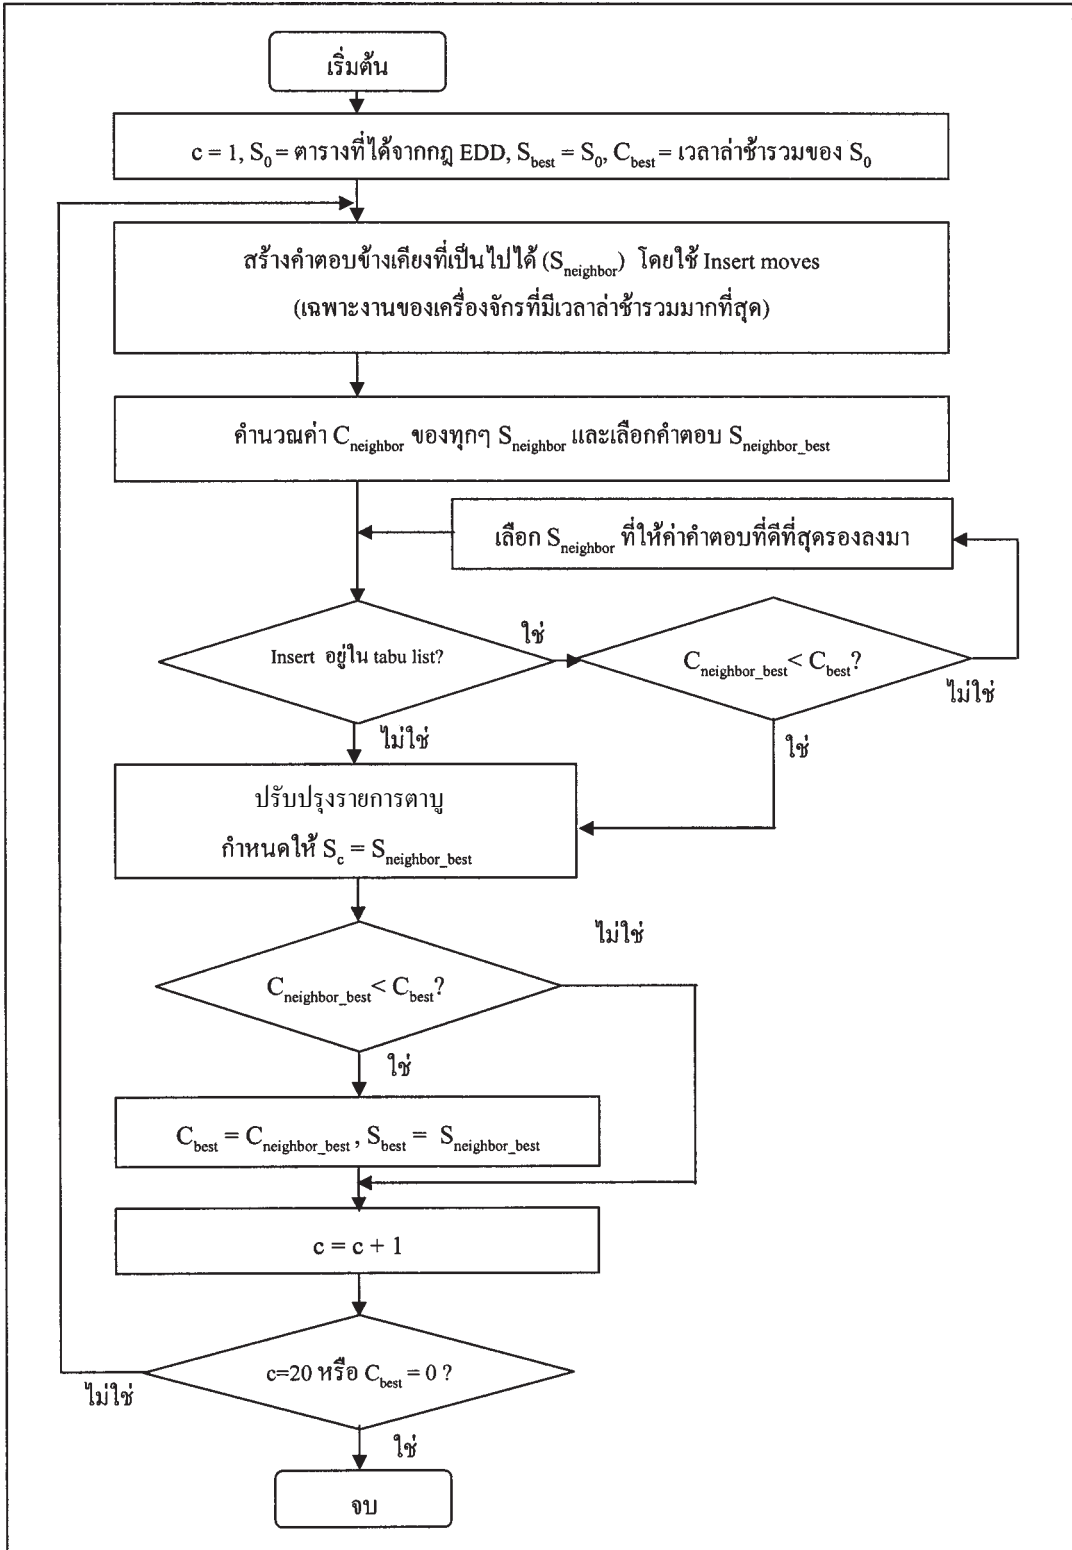 เริ่มต้น
c = 1, S0 = ตารางที่ได้จากกฎ EDD, Sbest = S0, Cbest = เวลาล่าช้ารวมของ S0
สร้างคำตอบข้างเคียงที่เป็นไปได้ (Sneighbor) โดยใช้ Insert moves
(เฉพาะงานของเครื่องจักรที่มีเวลาล่าช้ารวมมากที่สุด)
คำนวณค่า Cneighbor ของทุกๆ Sneighbor และเลือกคำตอบ Sneighbor_best
เลือก Sneighbor ที่ให้ค่าคำตอบที่ดีที่สุดรองลงมา
Insert อยู่ใน tabu list?
ใช่
Cneighbor_best< Cbest?
ไม่ใช่
ไม่ใช่
ใช่
ปรับปรุงรายการตาบู
กำหนดให้ Sc = Sneighbor_best
ไม่ใช่
Cneighbor_best< Cbest?
ใช่
Cbest = Cneighbor_best , Sbest = Sneighbor_best
c = c + 1
c=20 หรือ Cbest = 0 ?
ไม่ใช่
ใช่
จบ